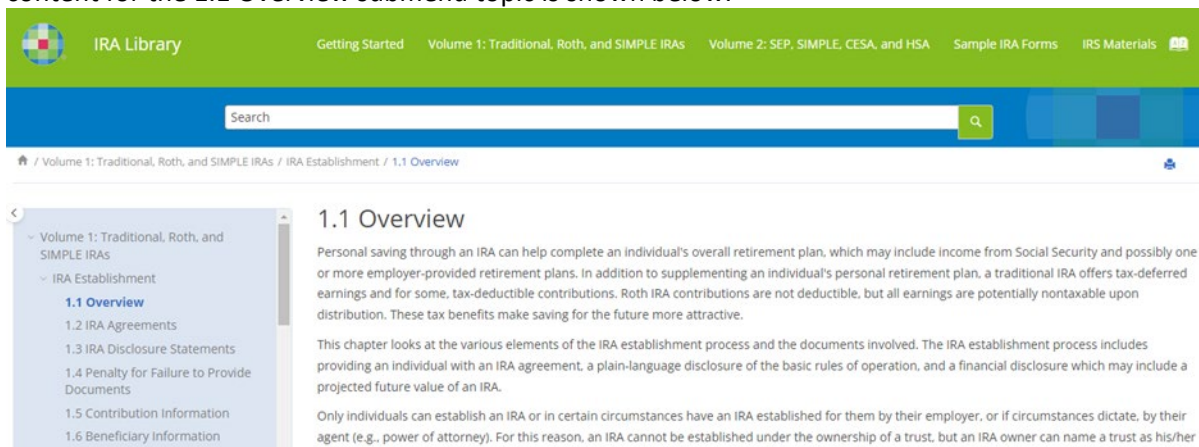 content for the 1.1 Overview submenu topic is shown below.
IRA Library
Getting Started Volume 1: Traditional, Roth, and SIMPLE IRAs Volume 2: SEP, SIMPLE, CESA, and HSA Sample IRA Forms IRS Materials
Search
/ Volume 1: Traditional, Roth, and SIMPLE IRAs / IRA Establishment / 1.1 Overview
Volume 1: Traditional, Roth, and
SIMPLE IRAs
IRA Establishment
1.1 Overview
1.2 IRA Agreements
1.3 IRA Disclosure Statements
1.4 Penalty for Failure to Provide
Documents
1.5 Contribution Information
1.6 Beneficiary Information
1.1 Overview
Personal saving through an IRA can help complete an individual's overall retirement plan, which may include income from Social Security and possibly one
or more employer-provided retirement plans. In addition to supplementing an individual's personal retirement plan, a traditional IRA offers tax-deferred
earnings and for some, tax-deductible contributions. Roth IRA contributions are not deductible, but all earnings are potentially nontaxable upon
distribution. These tax benefits make saving for the future more attractive.
This chapter looks at the various elements of the IRA establishment process and the documents involved. The IRA establishment process includes
providing an individual with an IRA agreement, a plain-language disclosure of the basic rules of operation, and a financial disclosure which may include a
projected future value of an IRA.
Only individuals can establish an IRA or in certain circumstances have an IRA established for them by their employer, or if circumstances dictate, by their
agent (e.g., power of attorney). For this reason, an IRA cannot be established under the ownership of a trust, but an IRA owner can name a trust as his/her